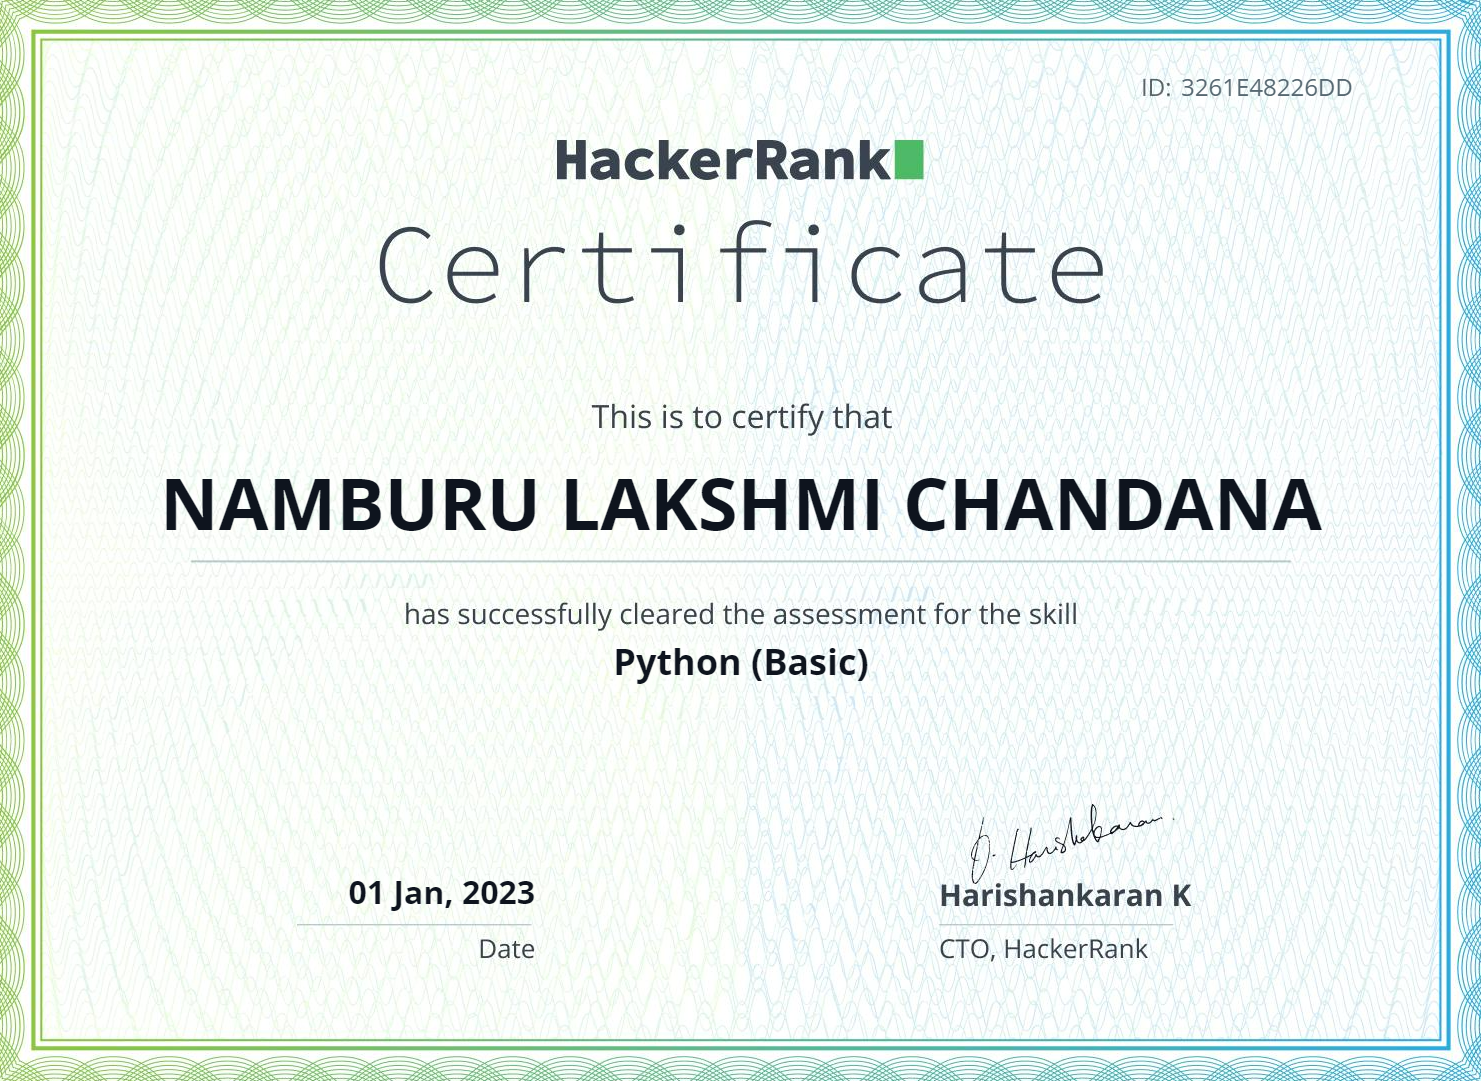 ID: 3261E48226DD
HackerRank
Certificate
This is to certify that
NAMBURU LAKSHMI CHANDANA
has successfully cleared the assessment for the skill
Python (Basic)
01 Jan, 2023
Date
D. Harishankaran
Harishankaran K
CTO, HackerRank